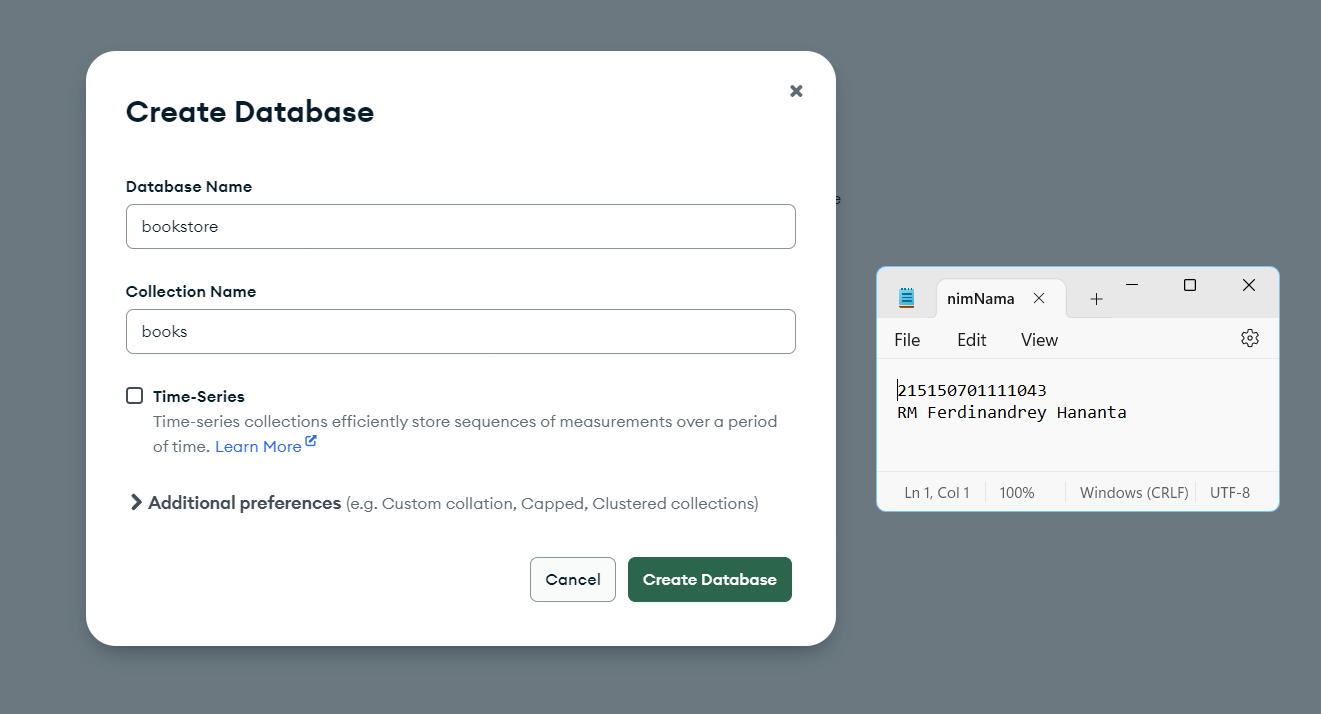 Create Database
Database Name
bookstore
Collection Name
books
Time-Series
Time-series collections efficiently store sequences of measurements over a period
of time. Learn More
Additional preferences (e.g. Custom collation, Capped, Clustered collections)
Cancel Create Database
e
nimNama
File Edit View
215150701111043
RM Ferdinandrey Hananta
Ln 1, Col 1 100% Windows (CRLF) UTF-8